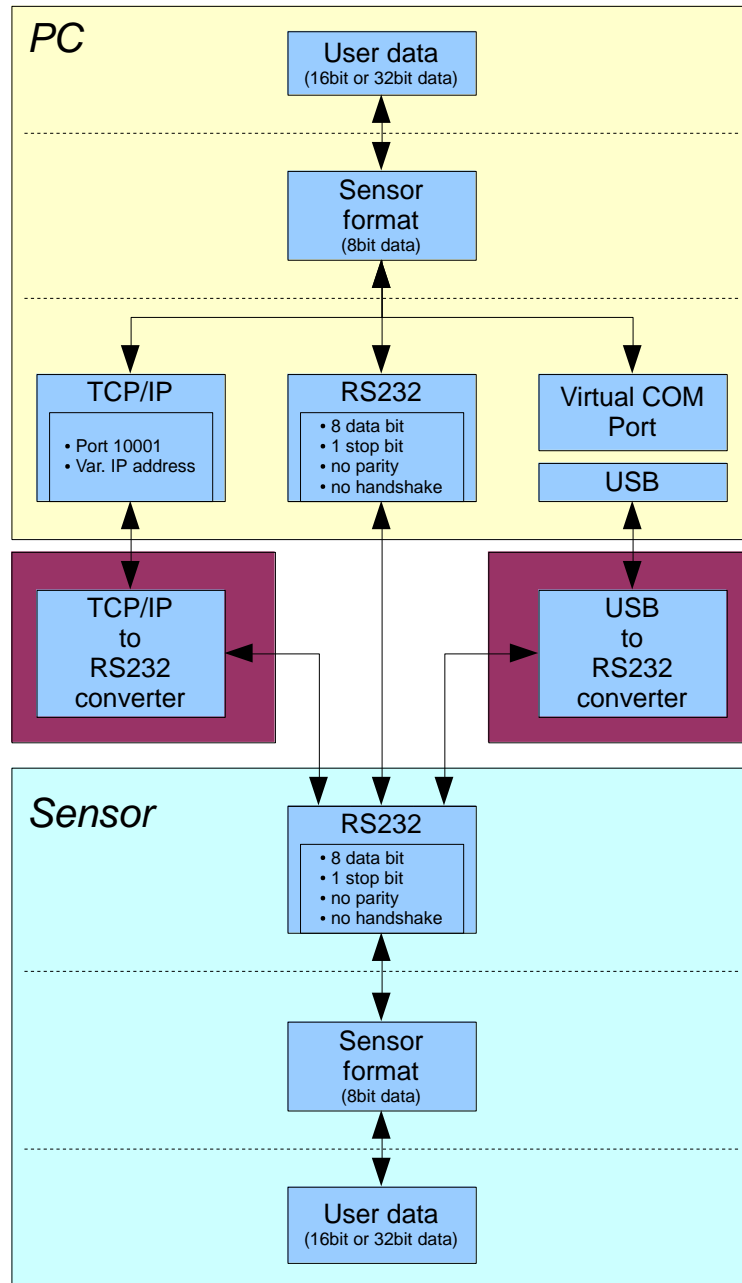 PC
User data
(16bit or 32bit data)
Sensor
format
(8bit data)
TCP/IP
• Port 10001
• Var. IP address
RS232
• 8 data bit
• 1 stop bit
• no parity
• no handshake
Virtual COM
Port
USB
TCP/IP
to
RS232
converter
USB
to
RS232
converter
Sensor
RS232
• 8 data bit
• 1 stop bit
• no parity
• no handshake
Sensor
format
(8bit data)
User data
(16bit or 32bit data)